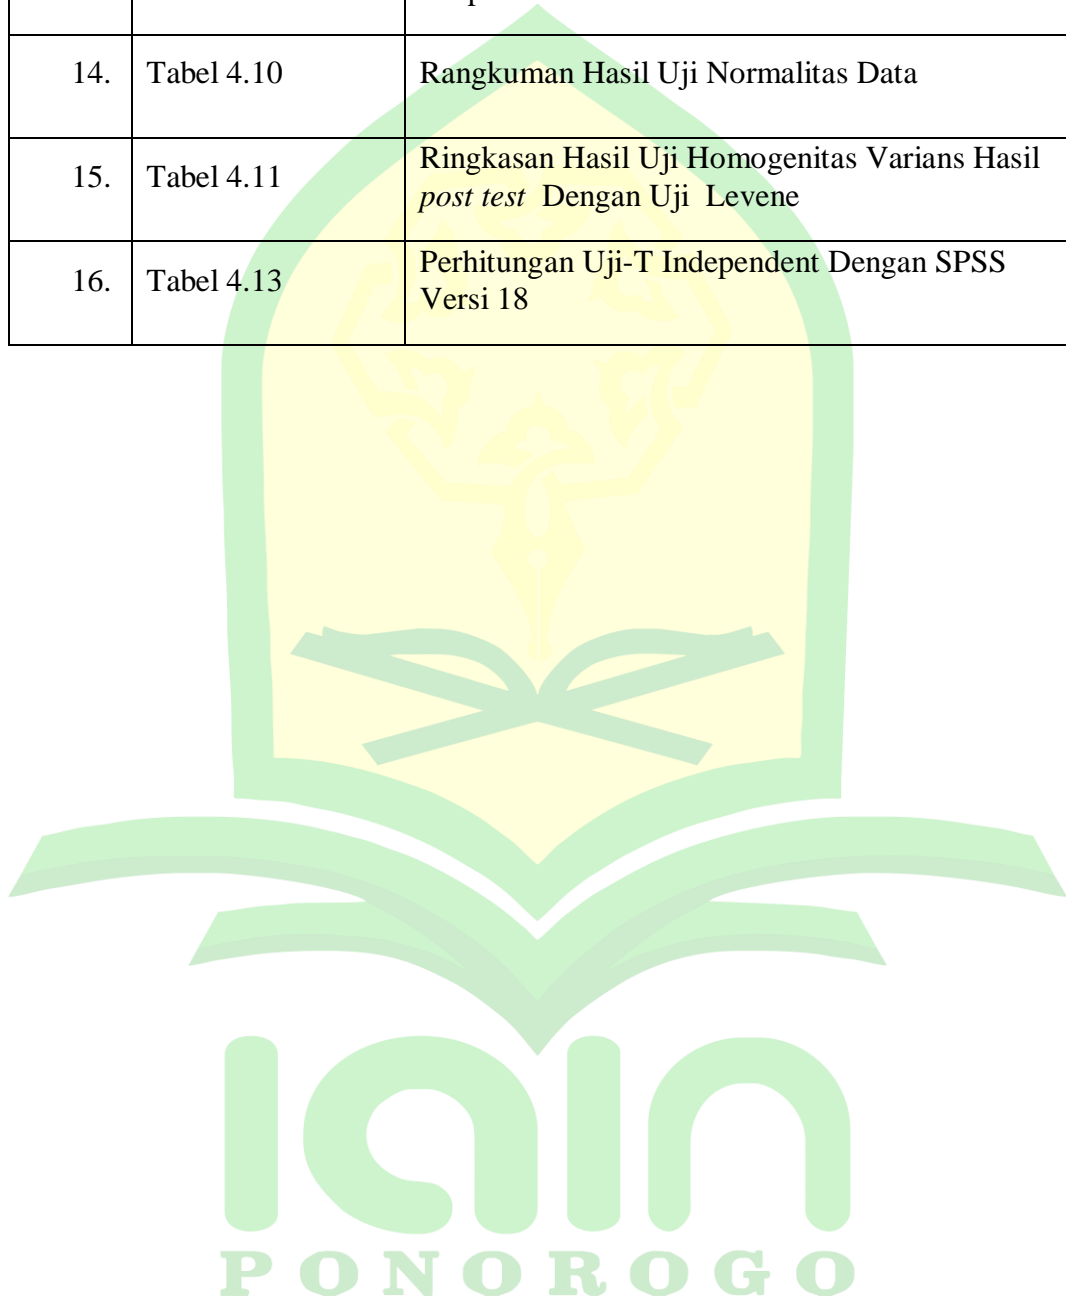 14. Tabel 4.10 Rangkuman Hasil Uji Normalitas Data
15. Tabel 4.11 Ringkasan Hasil Uji Homogenitas Varians Hasil
post test Dengan Uji Levene
16. Tabel 4.13 Perhitungan Uji-T Independent Dengan SPSS
Versi 18
iain
PONOROGO